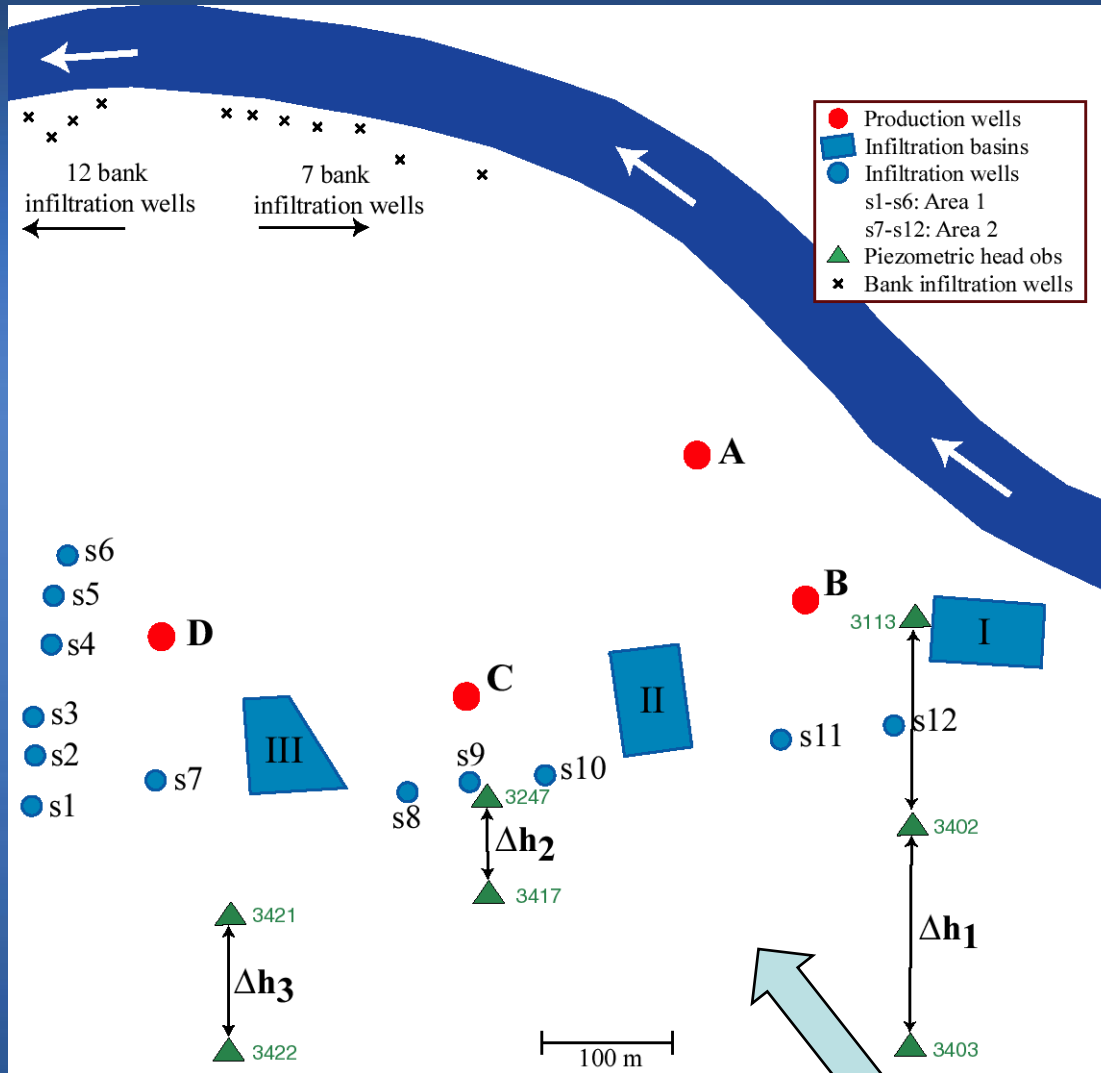 Production wells
Infiltration basins
Infiltration wells
s1-s6: Area 1
s7-s12: Area 2
Piezometric head obs
Bank infiltration wells
12 bank
infiltration wells
7 bank
infiltration wells
A
s6
s5
s4
D
B
3113
I
C
II
s3
s2
s1
s7
III
s8
s9
s10
s11
s12
3247
Δh2
3417
3402
Δh1
3421
Δh3
3422
100 m
3403